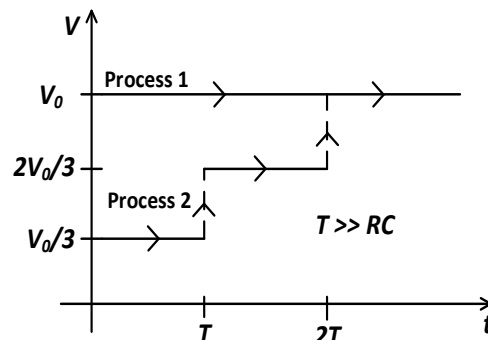 V
Process 1
V₀
2V₀/3
Process 2
T >> RC
V₀/3
T
2T
t